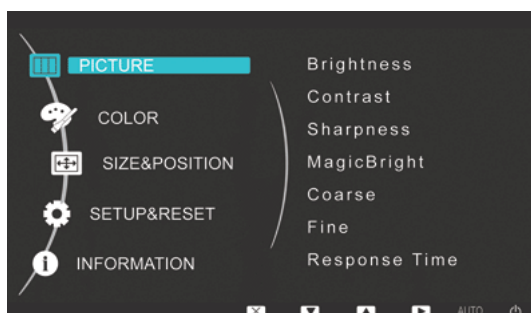 PICTURE
COLOR
SIZE&POSITION
SETUP&RESET
INFORMATION
Brightness
Contrast
Sharpness
MagicBright
Coarse
Fine
Response Time
AUTO